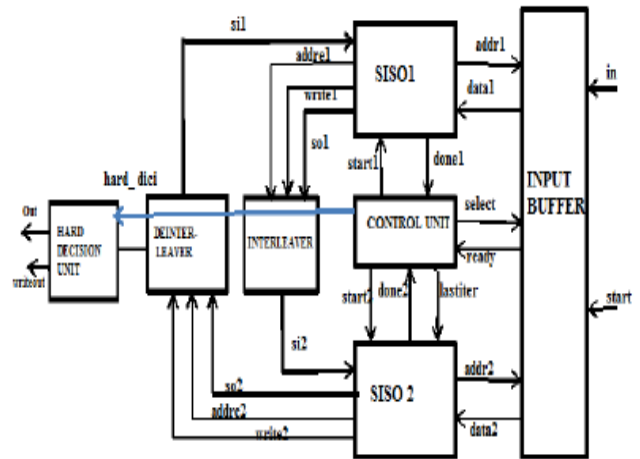 si1
addre1
write1
so1
SISO1
addr1
data1
in
hard_dici
start1
done1
INPUT
BUFFER
Out
HARD
DECISION
UNIT
writeout
DEINTER-
LEAVER
INTERLEAVER
CONTROL UNIT
select
ready
start2
done2
lastiter
start
si2
so2
addre2
write2
SISO 2
addr2
data2